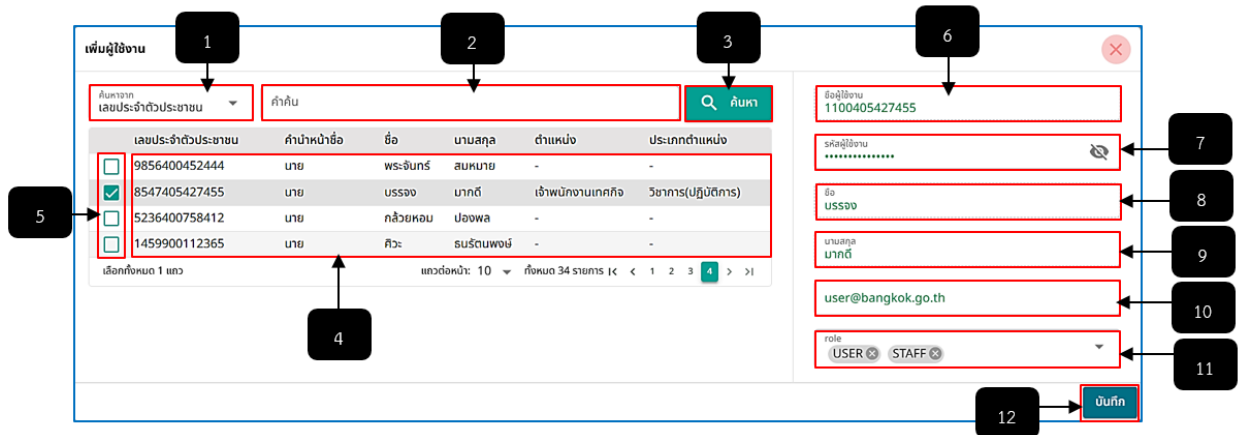 1
2
3
6
เพิ่มผู้ใช้งาน
ค้นหาจาก
เลขประจำตัวประชาชน
คำค้น
ค้นหา
เลขประจำตัวประชาชน คำนำหน้าชื่อ ชื่อ นามสกุล ตำแหน่ง ประเภทตำแหน่ง
9856400452444 นาย พระจันทร์ สมหมาย - -
8547405427455 นาย บรรจง มากดี เจ้าพนักงานเทศกิจ วิชาการ(ปฏิบัติการ)
5236400758412 นาย กล้วยหอม ปองพล - -
1459900112365 นาย ศิวะ ธนรัตนพงษ์ - -
เลือกทั้งหมด 1 แถว แถวต่อหน้า: 10 ทั้งหมด 34 รายการ |< < 1 2 3 4 > >|
5
4
ชื่อผู้ใช้งาน
1100405427455
รหัสผู้ใช้งาน
•••••••••••••••
7
ชื่อ
บรรจง
8
นามสกุล
มากดี
9
user@bangkok.go.th
10
role
USER STAFF
11
บันทึก
12